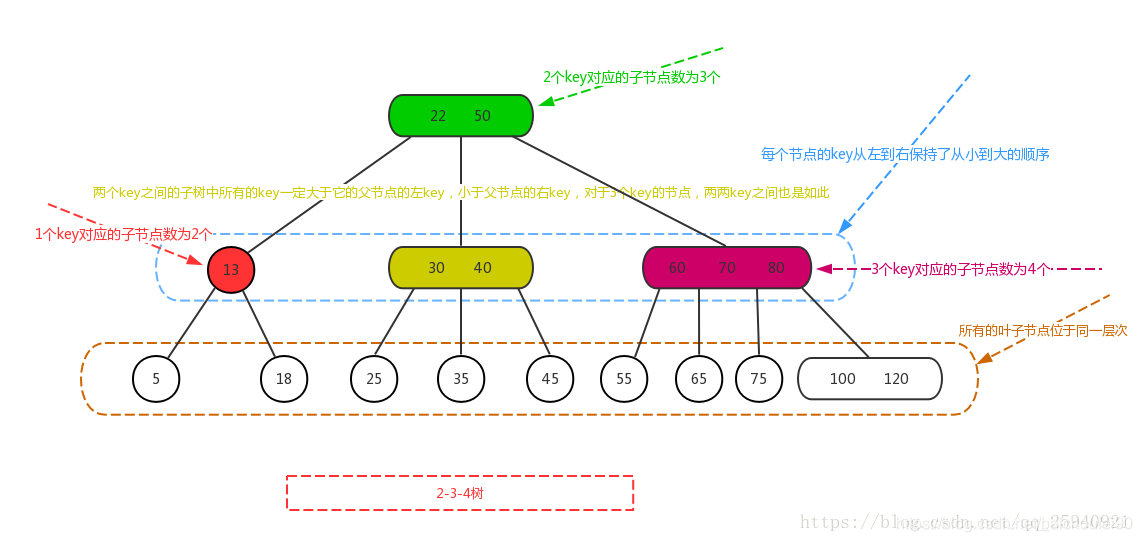 2个key对应的子节点数为3个
22 50
每个节点的key从左到右保持了从小到大的顺序
两个key之间的子树中所有的key一定大于它的父节点的左key，小于父节点的右key，对于3个key的节点，两两key之间也是如此
1个key对应的子节点数为2个
13
30 40
60 70 80
3个key对应的子节点数为4个
所有的叶子节点位于同一层次
5 18 25 35 45 55 65 75 100 120
2-3-4树
https://blog.csdn.net/qq_25940921